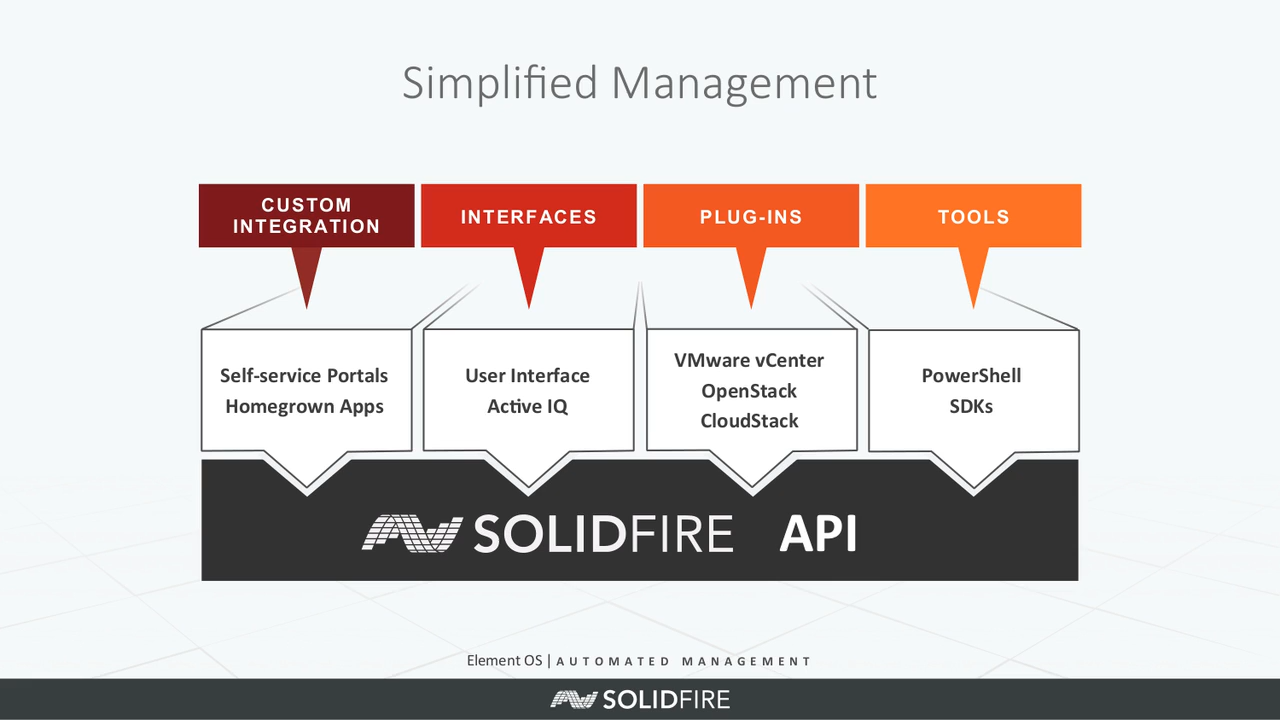 Simplified Management
CUSTOM
INTEGRATION
INTERFACES
PLUG-INS
TOOLS
Self-service Portals
Homegrown Apps
User Interface
Active IQ
VMware vCenter
OpenStack
CloudStack
PowerShell
SDKs
SOLIDFIRE API
Element OS | AUTOMATED MANAGEMENT
SOLIDFIRE